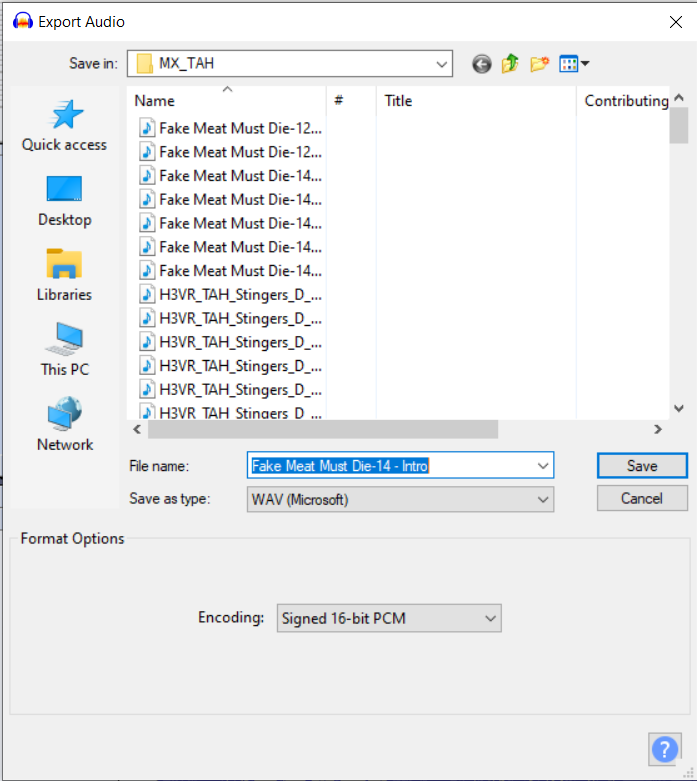 Export Audio
Save in: MX_TAH
Quick access
Desktop
Libraries
This PC
Network
Name # Title Contributing
Fake Meat Must Die-12...
Fake Meat Must Die-12...
Fake Meat Must Die-14...
Fake Meat Must Die-14...
Fake Meat Must Die-14...
Fake Meat Must Die-14...
Fake Meat Must Die-14...
H3VR_TAH_Stingers_D_...
H3VR_TAH_Stingers_D_...
H3VR_TAH_Stingers_D_...
H3VR_TAH_Stingers_D_...
H3VR_TAH_Stingers_D_...
H3VR_TAH_Stingers_D_...
File name: Fake Meat Must Die-14 - Intro Save
Save as type: WAV (Microsoft) Cancel
Format Options
Encoding: Signed 16-bit PCM
?